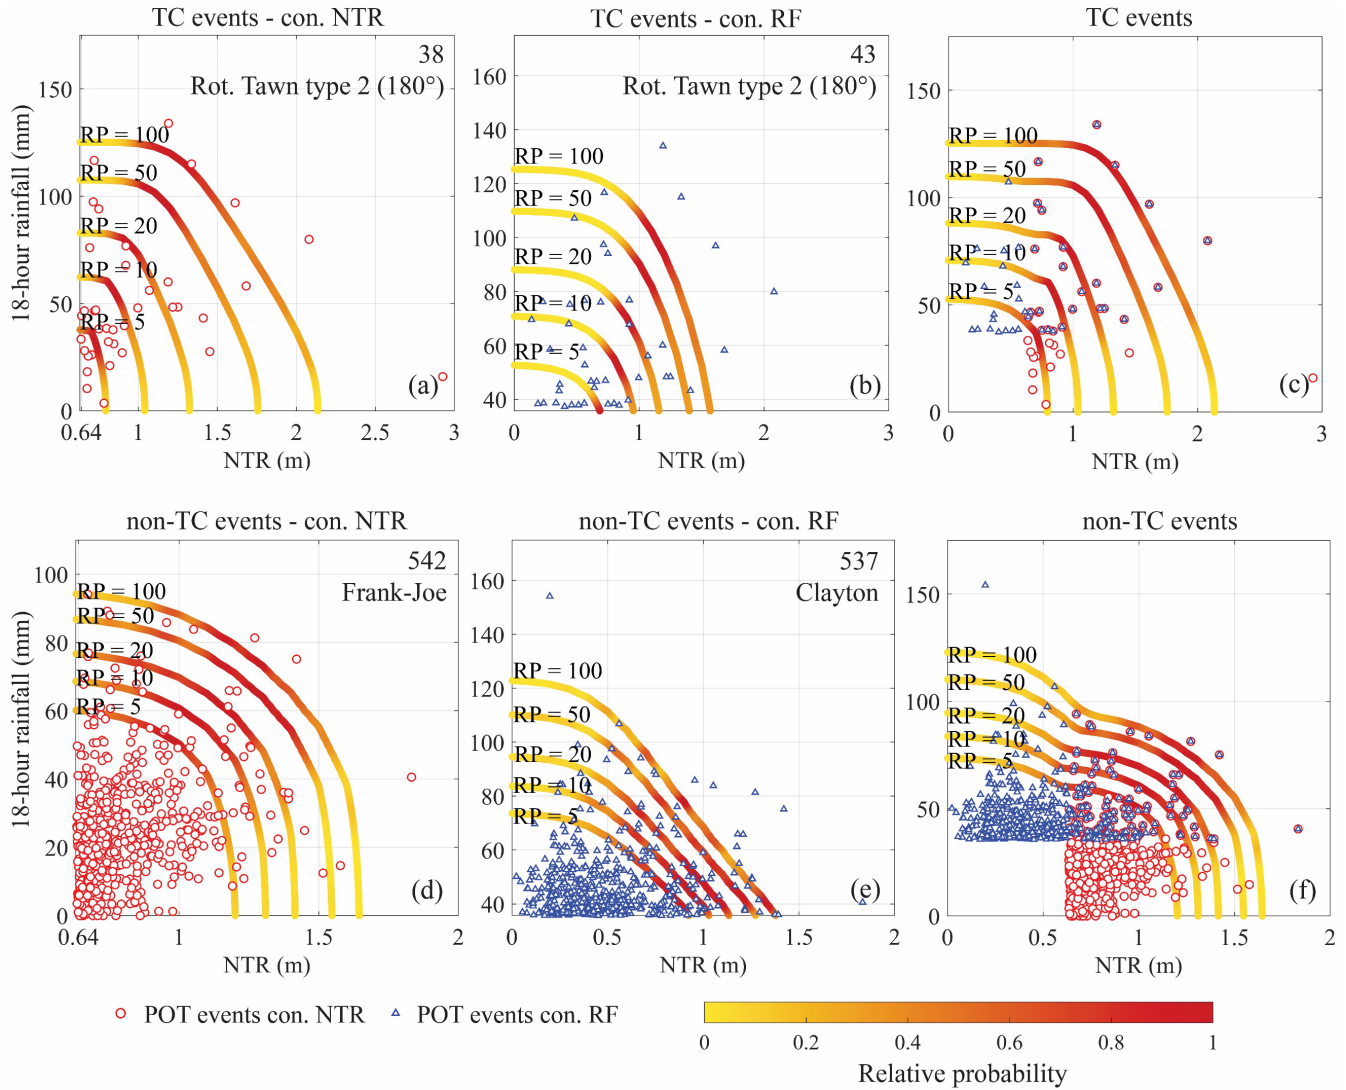 TC events - con. NTR
38
Rot. Tawn type 2 (180°)
18-hour rainfall (mm)
150
100
50
0
RP = 100
RP = 50
RP = 20
RP = 10
RP = 5
(a)
0.64 1 1.5 2 2.5 3
NTR (m)
TC events - con. RF
43
Rot. Tawn type 2 (180°)
160
140
120
100
80
60
40
RP = 100
RP = 50
RP = 20
RP = 10
RP = 5
(b)
0 1 2 3
NTR (m)
TC events
150
100
50
0
RP = 100
RP = 50
RP = 20
RP = 10
RP = 5
(c)
0 1 2 3
NTR (m)
non-TC events - con. NTR
542
Frank-Joe
18-hour rainfall (mm)
100
80
60
40
20
0
RP = 100
RP = 50
RP = 20
RP = 10
RP = 5
(d)
0.64 1 1.5 2
NTR (m)
non-TC events - con. RF
537
Clayton
160
140
120
100
80
60
40
RP = 100
RP = 50
RP = 20
RP = 10
RP = 5
(e)
0 0.5 1 1.5 2
NTR (m)
non-TC events
150
100
50
0
RP = 100
RP = 50
RP = 20
RP = 10
RP = 5
(f)
0 0.5 1 1.5 2
NTR (m)
POT events con. NTR
POT events con. RF
0 0.2 0.4 0.6 0.8 1
Relative probability